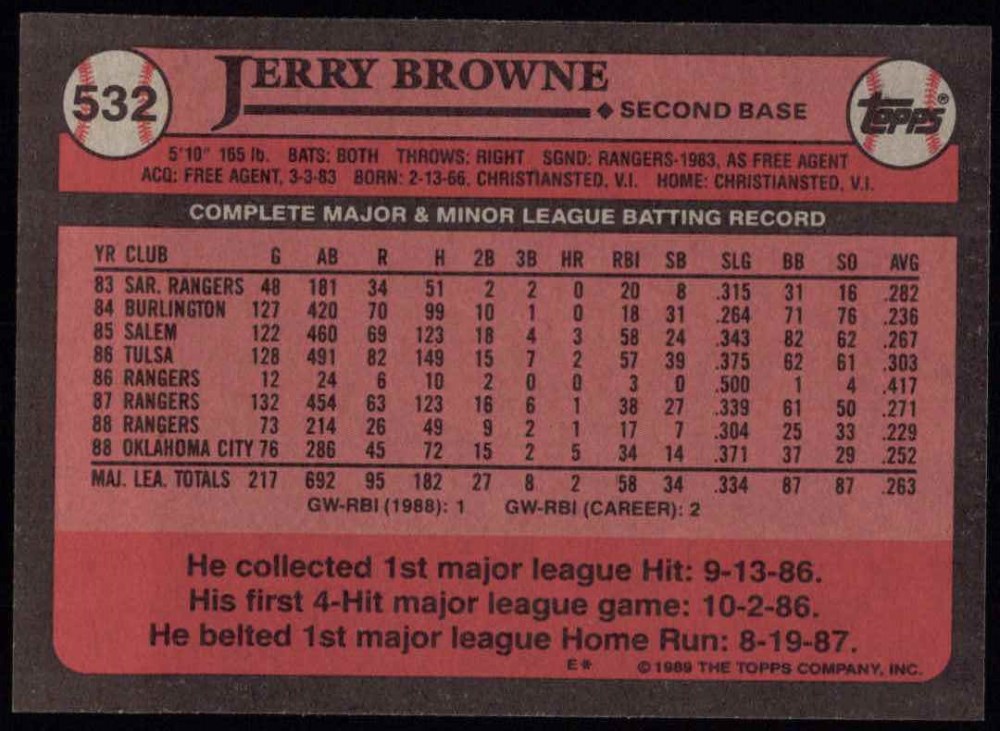 532
JERRY BROWNE
SECOND BASE
topps®
5'10" 165 lb. BATS: BOTH THROWS: RIGHT SGND: RANGERS-1983, AS FREE AGENT
ACQ: FREE AGENT, 3-3-83 BORN: 2-13-66, CHRISTIANSTED, V.I. HOME: CHRISTIANSTED, V.I.
COMPLETE MAJOR & MINOR LEAGUE BATTING RECORD
YR CLUB G AB R H 2B 3B HR RBI SB SLG BB SO AVG
83 SAR. RANGERS 48 181 34 51 2 2 0 20 8 .315 31 16 .282
84 BURLINGTON 127 420 70 99 10 1 0 18 31 .264 71 76 .236
85 SALEM 122 460 69 123 18 4 3 58 24 .343 82 62 .267
86 TULSA 128 491 82 149 15 7 2 57 39 .375 62 61 .303
86 RANGERS 12 24 6 10 2 0 0 3 0 .500 1 4 .417
87 RANGERS 132 454 63 123 16 6 1 38 27 .339 61 50 .271
88 RANGERS 73 214 26 49 9 2 1 17 7 .304 25 33 .229
88 OKLAHOMA CITY 76 286 45 72 15 2 5 34 14 .371 37 29 .252
MAJ. LEA. TOTALS 217 692 95 182 27 8 2 58 34 .334 87 87 .263
GW-RBI (1988): 1 GW-RBI (CAREER): 2
He collected 1st major league Hit: 9-13-86.
His first 4-Hit major league game: 10-2-86.
He belted 1st major league Home Run: 8-19-87.
E* © 1989 THE TOPPS COMPANY, INC.